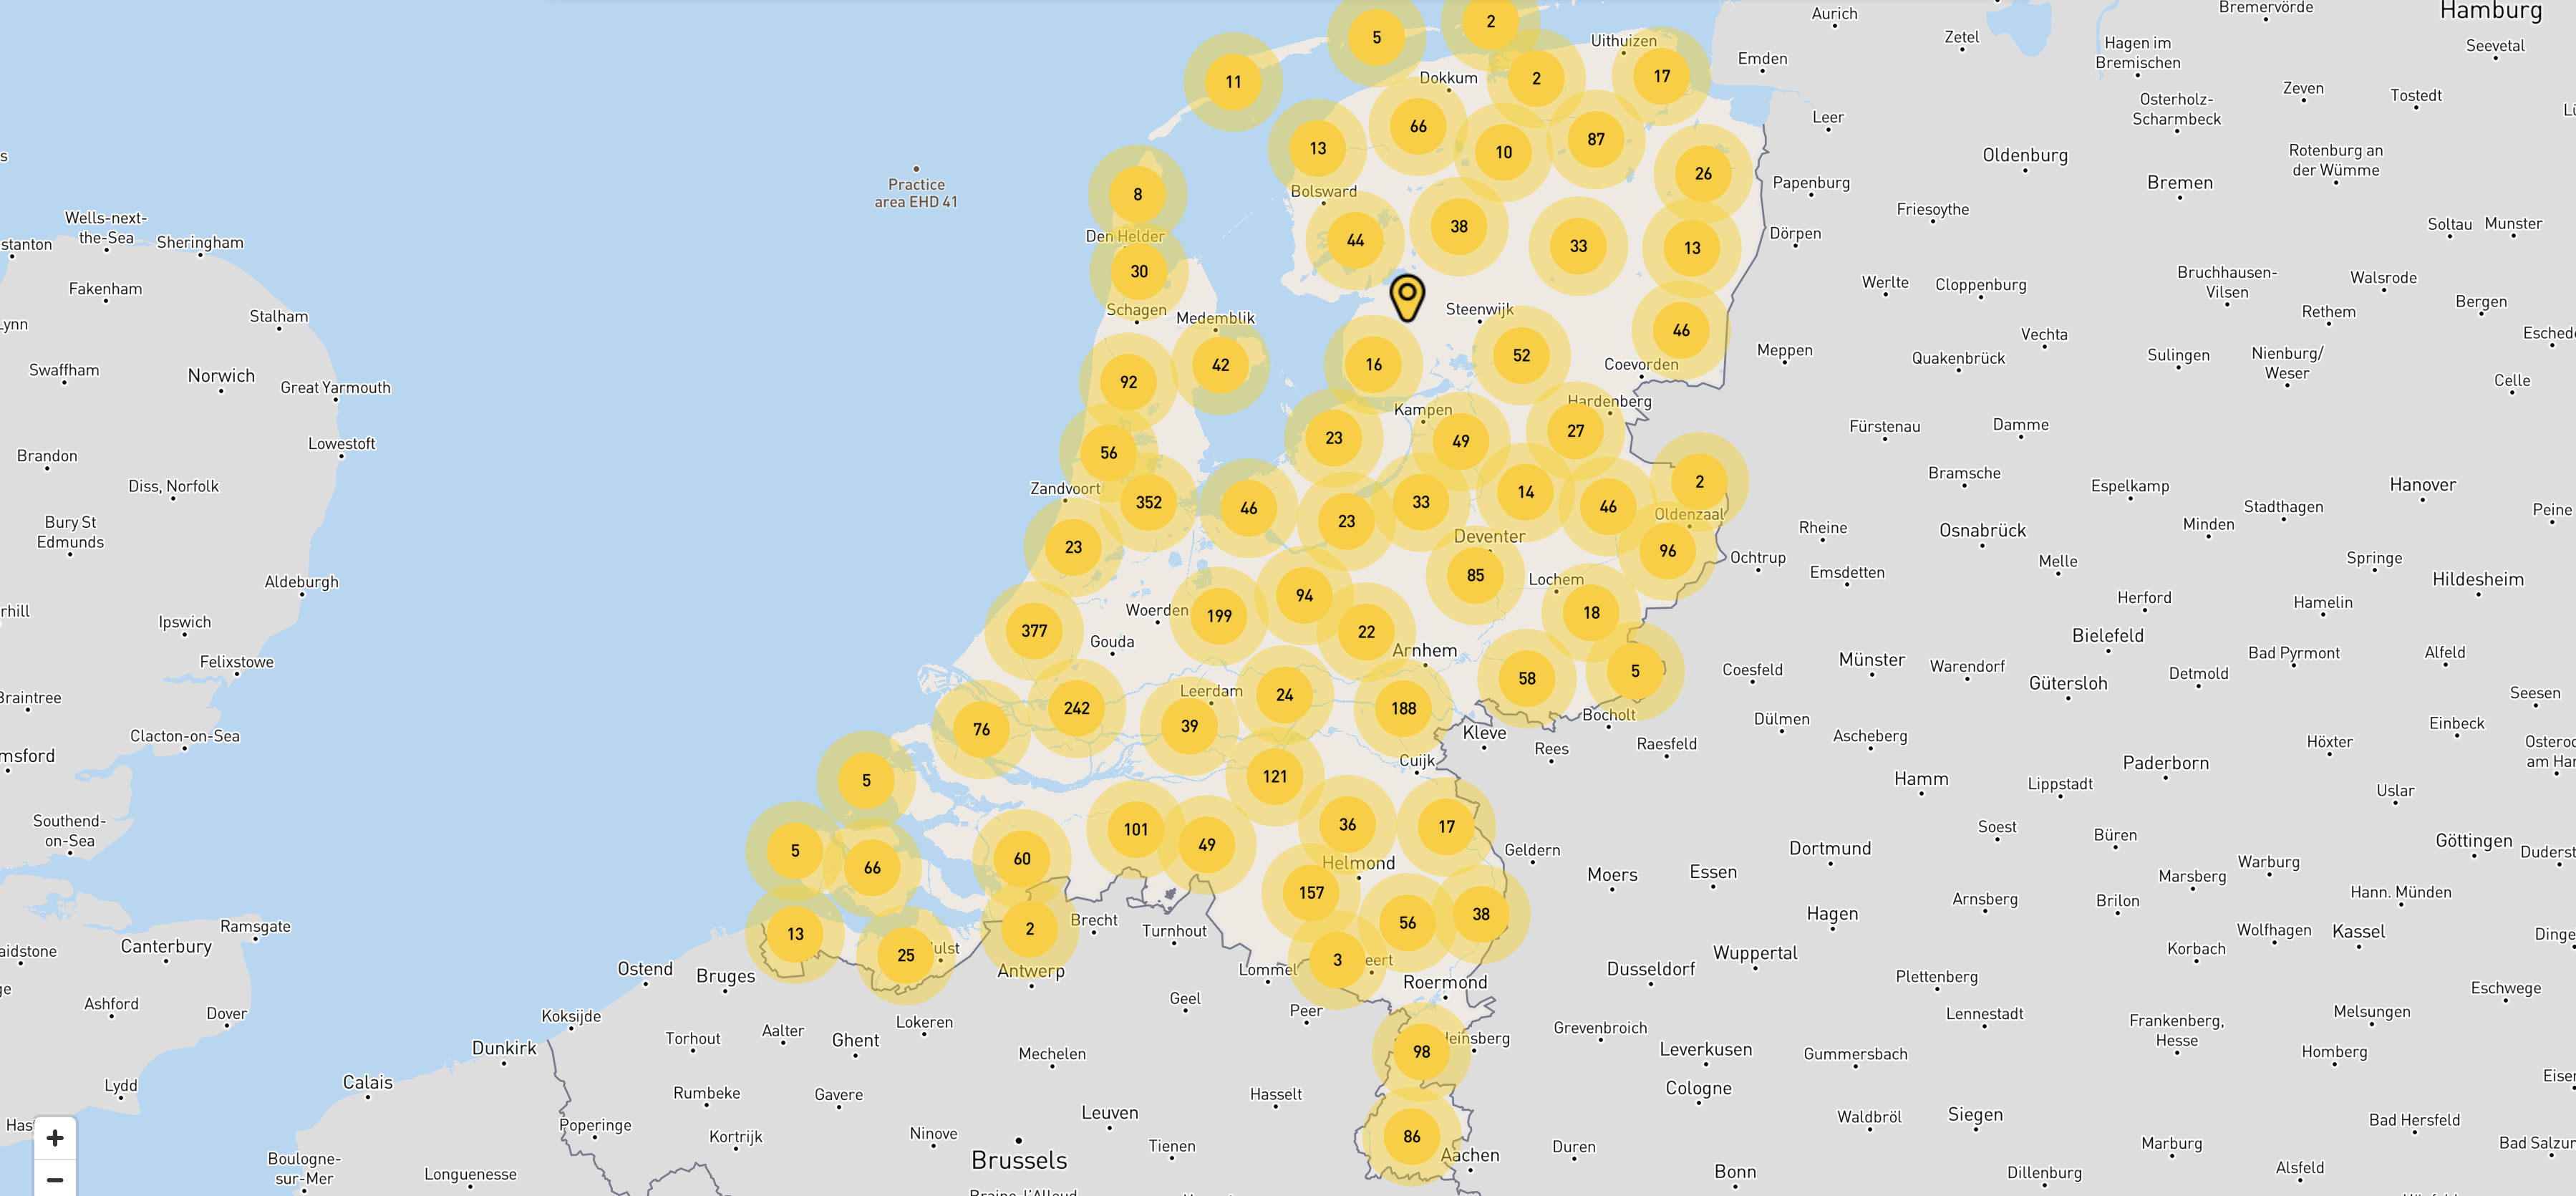 Hamburg
Bremervörde
Aurich
Seevetal
Zetel
Uithuizen
Hagen im
Bremischen
Emden
5
2
11
Dokkum
2
17
Zeven
Tostedt
Osterholz-
Scharmbeck
Leer
66
87
13
10
Oldenburg
Rotenburg an
der Wümme
Practice
area EHD 41
26
Papenburg
Bremen
8
Bolsward
Friesoythe
Wells-next-
the-Sea
Sheringham
stanton
Den Helder
44
38
33
13
Dörpen
Soltau
Munster
30
Fakenham
Werlte
Cloppenburg
Bruchhausen-
Vilsen
Walsrode
Bergen
Rethem
Schagen
Medemblik
Steenwijk
Stalham
46
Vechta
Swaffham
Norwich
Great Yarmouth
92
42
16
52
Coevorden
Meppen
Quakenbrück
Sulingen
Nienburg/
Weser
Celle
Kampen
Hardenberg
Lowestoft
Fürstenau
Damme
56
23
49
27
Brandon
Diss, Norfolk
Zandvoort
352
46
23
33
14
46
2
Bramsche
Espelkamp
Hanover
Oldenzaal
Stadthagen
Peine
Bury St
Edmunds
23
Deventer
96
Rheine
Osnabrück
Minden
Ochtrup
Melle
Springe
Aldeburgh
85
Lochem
Emsdetten
Hildesheim
94
Woerden
199
18
Herford
Hamelin
Ipswich
377
Gouda
22
Bielefeld
Arnhem
Felixstowe
Münster
Warendorf
Bad Pyrmont
Alfeld
58
5
Coesfeld
Gütersloh
Detmold
Braintree
Leerdam
24
Seesen
242
39
188
Bocholt
Dülmen
Einbeck
76
Kleve
Rees
Raesfeld
Ascheberg
Höxter
Clacton-on-Sea
Cuijk
5
121
Hamm
Paderborn
Lippstadt
Uslar
Southend-
on-Sea
101
49
36
17
Soest
Büren
Göttingen
5
66
60
Helmond
Geldern
Dortmund
Warburg
Moers
Essen
Marsberg
Hann. Münden
157
56
38
Hagen
Arnsberg
Brilon
Ramsgate
13
25
2
Brecht
Turnhout
Wolfhagen
Kassel
Canterbury
Wuppertal
Korbach
3
Ostend
Bruges
Antwerp
Lommel
Dusseldorf
Plettenberg
Roermond
Eschwege
Ashford
Dover
Koksijde
Geel
Peer
Lokeren
Torhout
Aalter
Ghent
Grevenbroich
Lennestadt
Frankenberg,
Hesse
Melsungen
Dunkirk
Mechelen
98
Leverkusen
Gummersbach
Homberg
Lydd
Calais
Rumbeke
Gavere
Hasselt
Cologne
Leuven
Waldbröl
Siegen
Bad Hersfeld
Poperinge
Kortrijk
Ninove
Tienen
86
Aachen
Duren
Marburg
Brussels
Boulogne-
sur-Mer
Longuenesse
Bonn
Dillenburg
Alsfeld
+
−